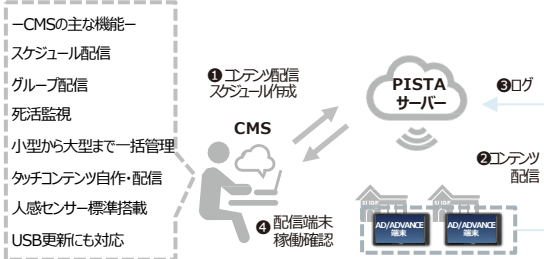 ーCMSの主な機能ー
スケジュール配信
グループ配信
死活監視
小型から大型まで一括管理
タッチコンテンツ自作・配信
人感センサー標準搭載
USB更新にも対応
❶コンテンツ配信
スケジュール作成
CMS
❹配信端末
稼働確認
PISTA
サーバー
❸ログ
❷コンテンツ
配信
AD/ADVANCE
端末
AD/ADVANCE
端末